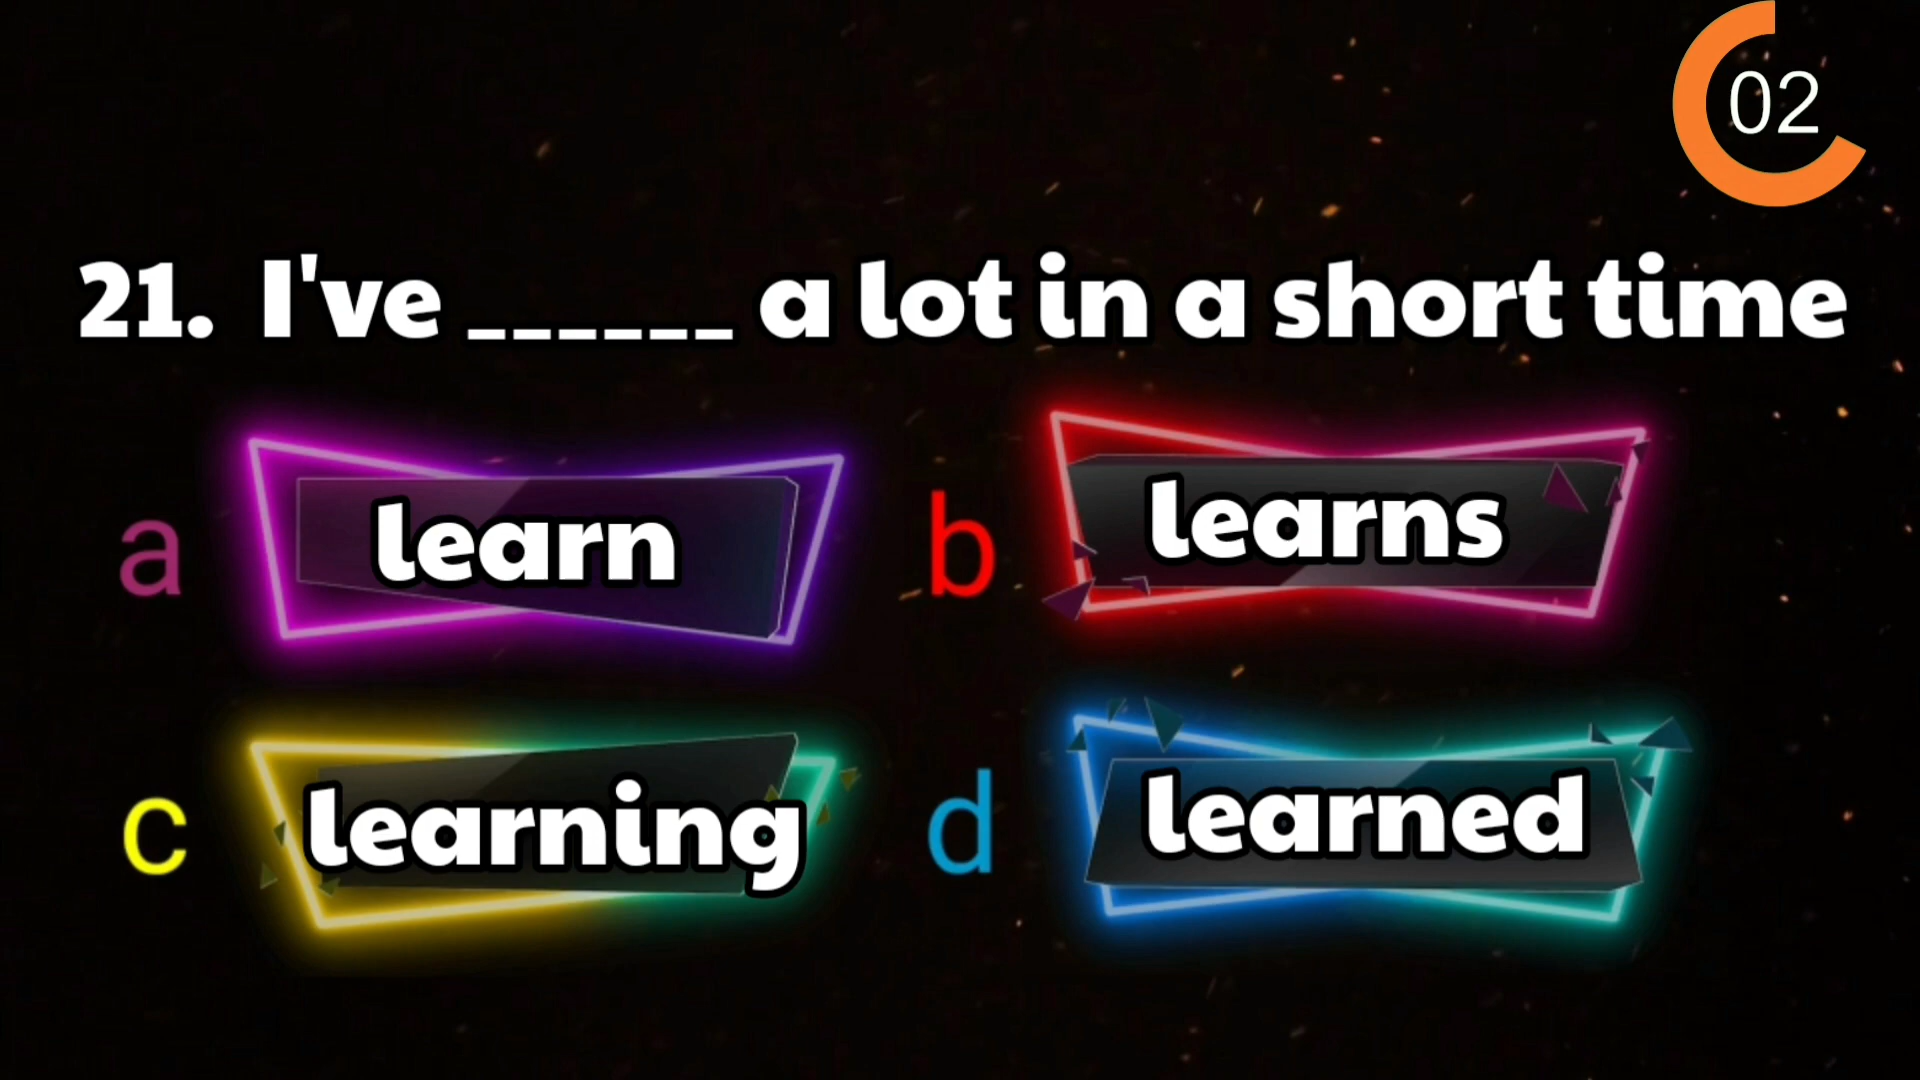 02
21. I've ______ a lot in a short time
a learn
b learns
c learning
d learned